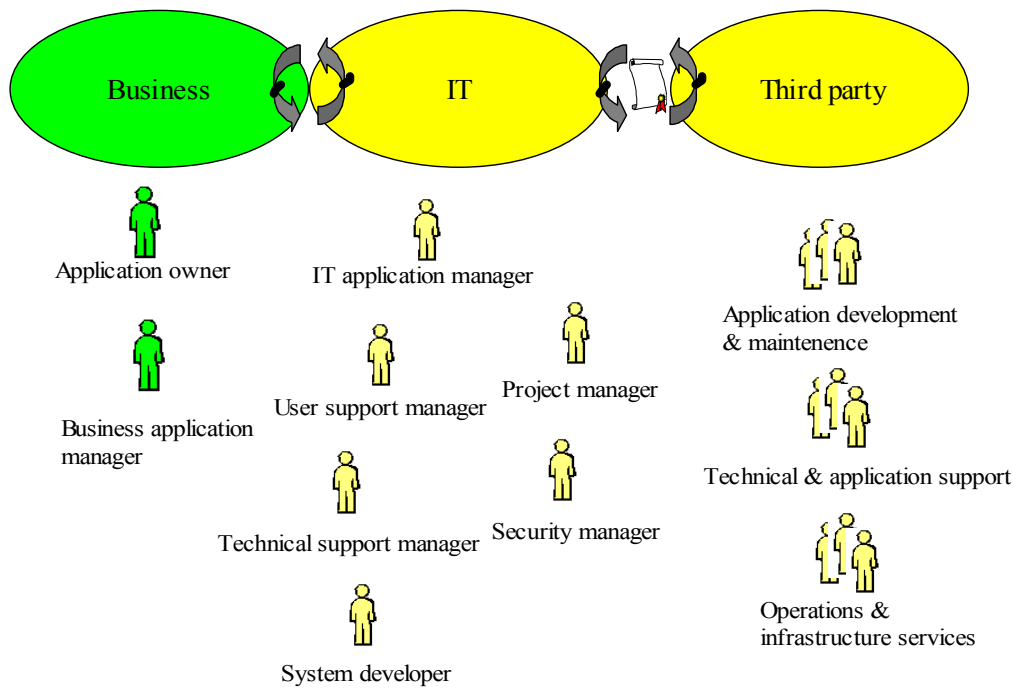 Business
IT
Third party
Application owner
Business application
manager
IT application manager
User support manager
Project manager
Technical support manager
Security manager
System developer
Application development
& maintenence
Technical & application support
Operations &
infrastructure services